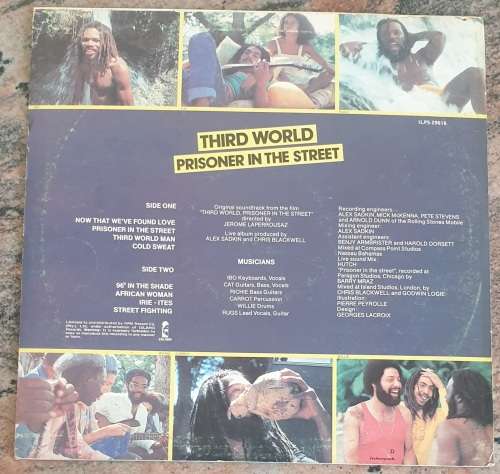 ILPS 29616
THIRD WORLD
PRISONER IN THE STREET
SIDE ONE
NOW THAT WE'VE FOUND LOVE
PRISONER IN THE STREET
THIRD WORLD MAN
COLD SWEAT
SIDE TWO
96° IN THE SHADE
AFRICAN WOMAN
IRIE - ITES
STREET FIGHTING
Original soundtrack from the film
"THIRD WORLD, PRISONER IN THE STREET"
directed by
JEROME LAPERROUSAZ
Live album produced by
ALEX SADKIN and CHRIS BLACKWELL
MUSICIANS
IBO Keyboards, Vocals
CAT Guitars, Bass, Vocals
RICHIE Bass Guitars
CARROT Percussion
WILLIE Drums
RUGS Lead Vocals, Guitar
Recording engineers
ALEX SADKIN, MICK McKENNA, PETE STEVENS
and ARNOLD DUNN of the Rolling Stones Mobile
Mixing engineer:
ALEX SADKIN
Assistant engineers
BENJY ARMBRISTER and HAROLD DORSETT
Mixed at Compass Point Studios
Nassau Bahamas
Live sound Mix
HUTCH
"Prisoner in the street", recorded at
Paragon Studios, Chicago by
BARRY MRAZ
Mixed at Island Studios, London, by
CHRIS BLACKWELL and GODWIN LOGIE
Illustration:
PIERRE PEYROLLE
Design:
GEORGES LACROIX